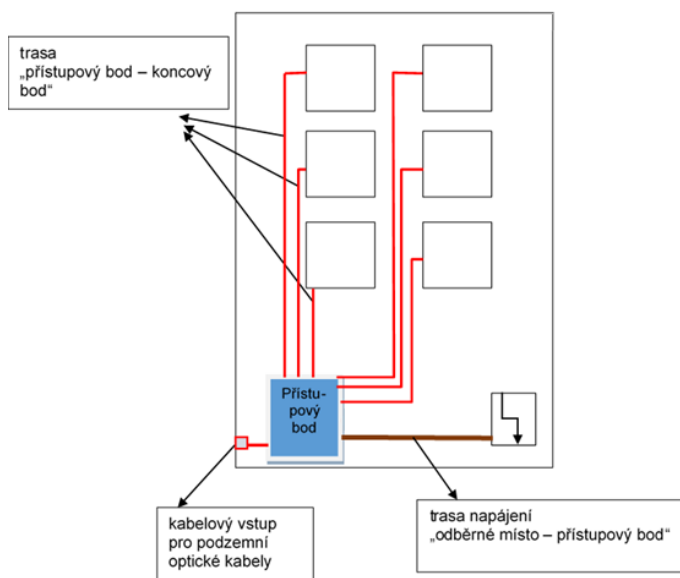 trasa
„přístupový bod – koncový
bod“
Přístu-
pový
bod
kabelový vstup
pro podzemní
optické kabely
trasa napájení
„odběrné místo – přístupový bod“